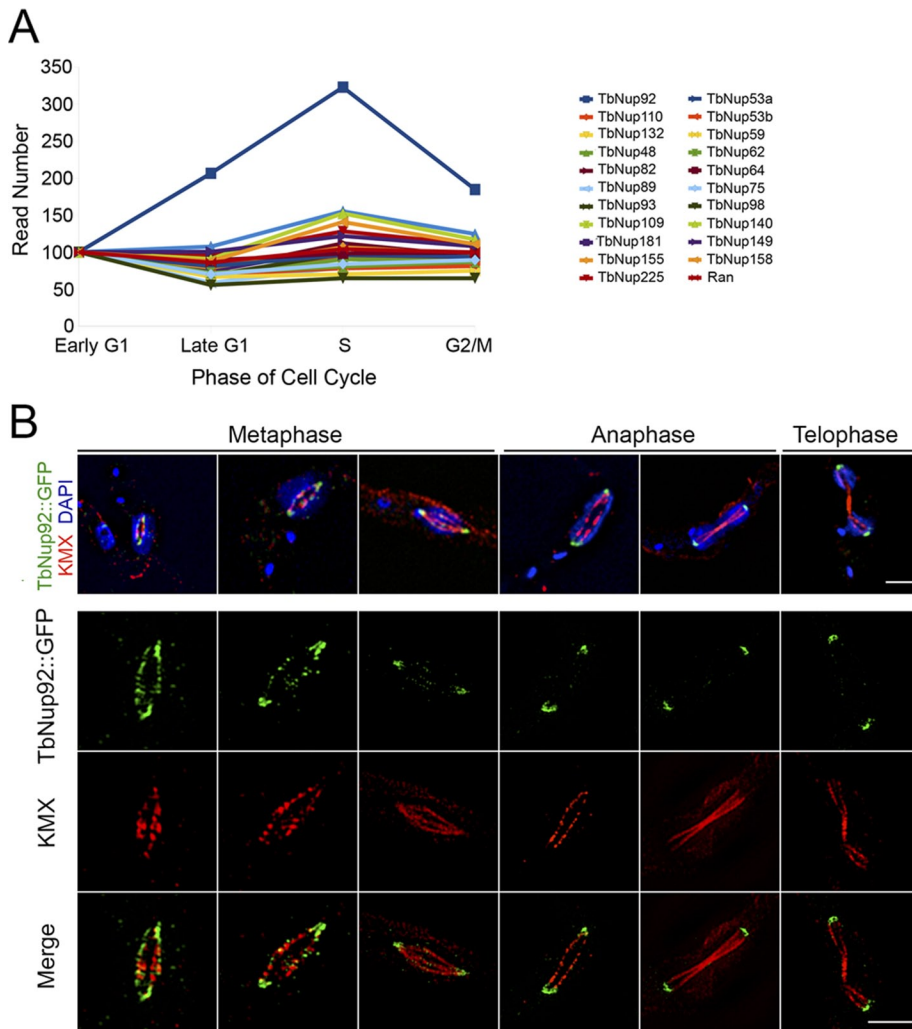 A
350
300
250
200
150
100
50
0
Read Number
Early G1
Late G1
S
G2/M
Phase of Cell Cycle
TbNup92
TbNup110
TbNup132
TbNup48
TbNup82
TbNup89
TbNup93
TbNup109
TbNup181
TbNup155
TbNup225
TbNup53a
TbNup53b
TbNup59
TbNup62
TbNup64
TbNup75
TbNup98
TbNup140
TbNup149
TbNup158
Ran
B
Metaphase
Anaphase
Telophase
TbNup92::GFP
KMX DAPI
TbNup92::GFP
KMX
Merge